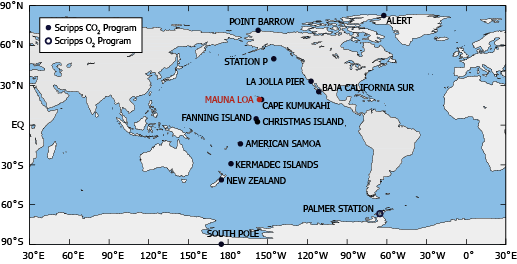 90°N
60°N
30°N
EQ
30°S
60°S
90°S
Scripps CO₂ Program
Scripps O₂ Program
POINT BARROW
ALERT
STATION P
LA JOLLA PIER
BAJA CALIFORNIA SUR
MAUNA LOA
CAPE KUMUKAHI
FANNING ISLAND
CHRISTMAS ISLAND
AMERICAN SAMOA
KERMADEC ISLANDS
NEW ZEALAND
PALMER STATION
SOUTH POLE
30°E 60°E 90°E 120°E 150°E 180° 150°W 120°W 90°W 60°W 30°W 0°E 30°E